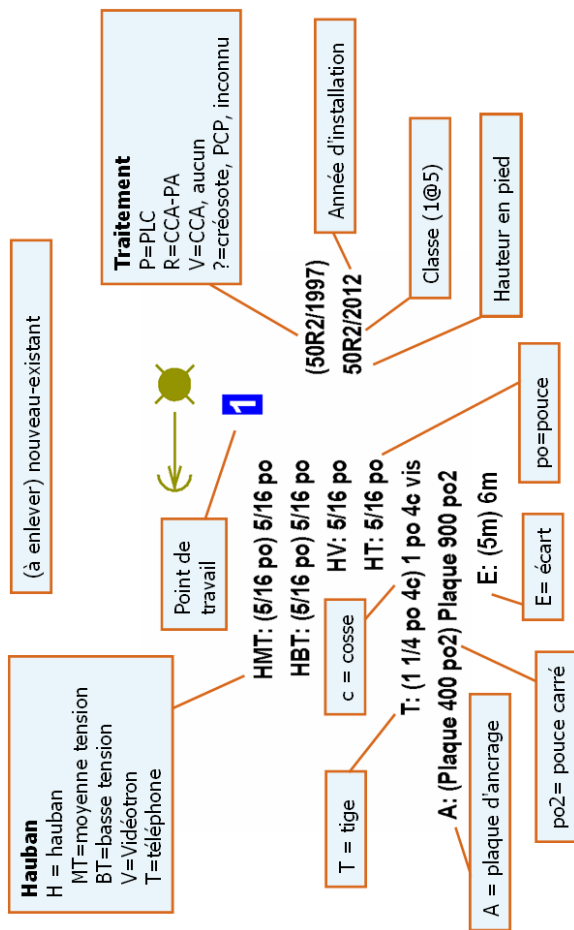 (à enlever) nouveau-existant
Hauban
H = hauban
MT=moyenne tension
BT=basse tension
V=Vidéotron
T=téléphone
Point de
travail
1
Traitement
P=PLC
R=CCA-PA
V=CCA, aucun
?=créosote, PCP, inconnu
HMT: (5/16 po) 5/16 po
HBT: (5/16 po) 5/16 po
HV: 5/16 po
HT: 5/16 po
(50R2/1997)
50R2/2012
Année d'installation
Classe (1@5)
Hauteur en pied
c = cosse
T = tige
T: (1 1/4 po 4c) 1 po 4c vis
A: (Plaque 400 po2) Plaque 900 po2
E: (5m) 6m
po=pouce
E= écart
A = plaque d'ancrage
po2= pouce carré